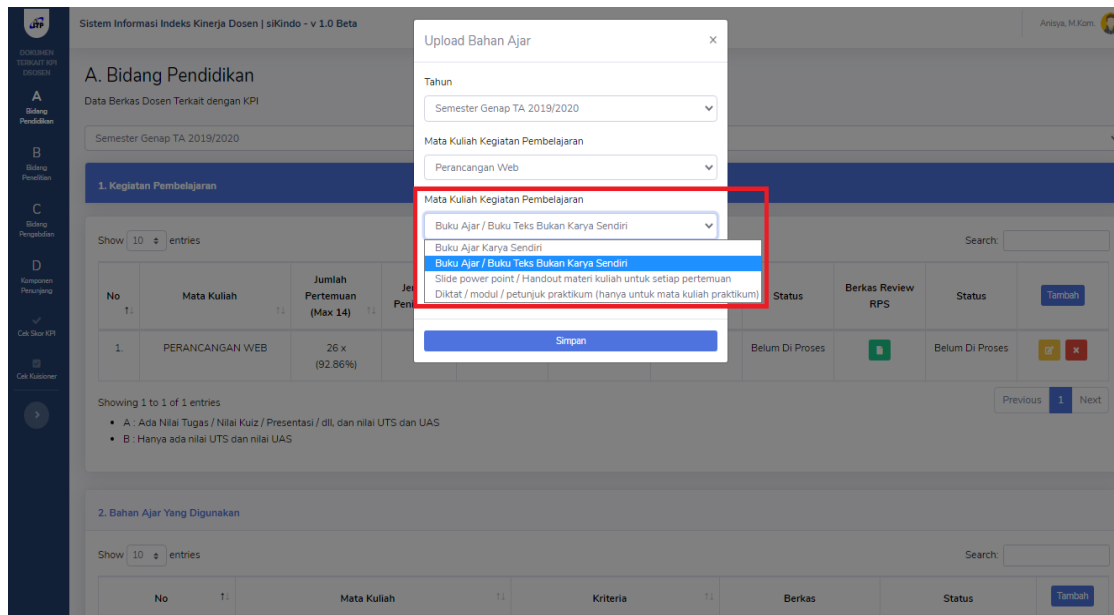 UTP
Sistem Informasi Indeks Kinerja Dosen | siKindo - v 1.0 Beta
Anisya, M.Kom.
DOKUMEN
TERKAIT KPI
DSOSEN
A
Bidang
Pendidikan
B
Bidang
Penelitian
C
Bidang
Pengabdian
D
Komponen
Penunjang
Cek Skor KPI
Cek Kuisioner
A. Bidang Pendidikan
Data Berkas Dosen Terkait dengan KPI
Semester Genap TA 2019/2020
1. Kegiatan Pembelajaran
Show 10 entries
Search:
No
Mata Kuliah
Jumlah
Pertemuan
(Max 14)
Status
Berkas Review
RPS
Status
Tambah
1.
PERANCANGAN WEB
26 x
(92.86%)
Belum Di Proses
Belum Di Proses
Showing 1 to 1 of 1 entries
Previous 1 Next
• A : Ada Nilai Tugas / Nilai Kuiz / Presentasi / dll, dan nilai UTS dan UAS
• B : Hanya ada nilai UTS dan nilai UAS
2. Bahan Ajar Yang Digunakan
Show 10 entries
Search:
No
Mata Kuliah
Kriteria
Berkas
Status
Tambah
Upload Bahan Ajar
×
Tahun
Semester Genap TA 2019/2020
Mata Kuliah Kegiatan Pembelajaran
Perancangan Web
Mata Kuliah Kegiatan Pembelajaran
Buku Ajar / Buku Teks Bukan Karya Sendiri
Buku Ajar Karya Sendiri
Buku Ajar / Buku Teks Bukan Karya Sendiri
Slide power point / Handout materi kuliah untuk setiap pertemuan
Diktat / modul / petunjuk praktikum (hanya untuk mata kuliah praktikum)
Simpan